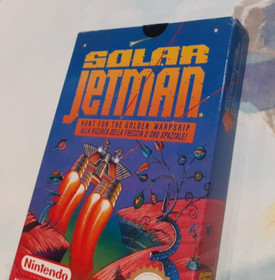 SOLAR
JETMAN
HUNT FOR THE GOLDEN WARPSHIP
ALLA RICERCA DELLA FRECCIA D'ORO SPAZIALE!
Nintendo